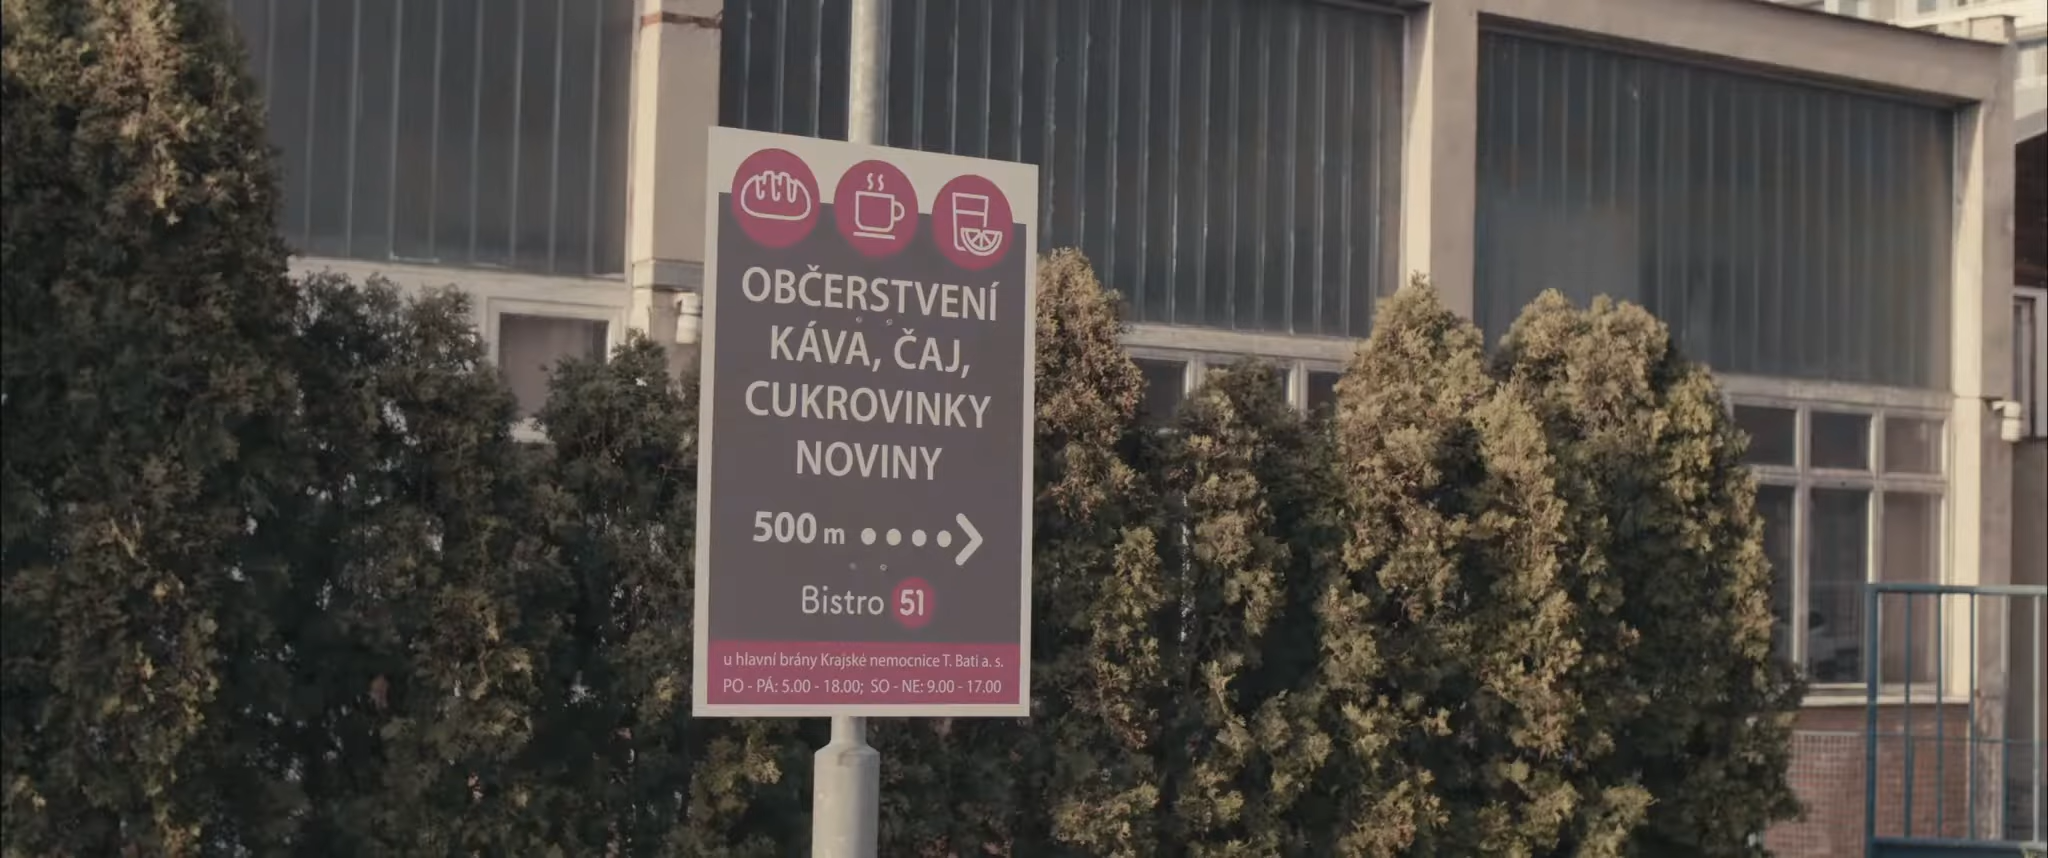 OBČERSTVENÍ
KÁVA, ČAJ,
CUKROVINKY
NOVINY
500 m
Bistro 51
u hlavní brány Krajské nemocnice T. Bati a. s.
PO - PÁ: 5.00 - 18.00; SO - NE: 9.00 - 17.00